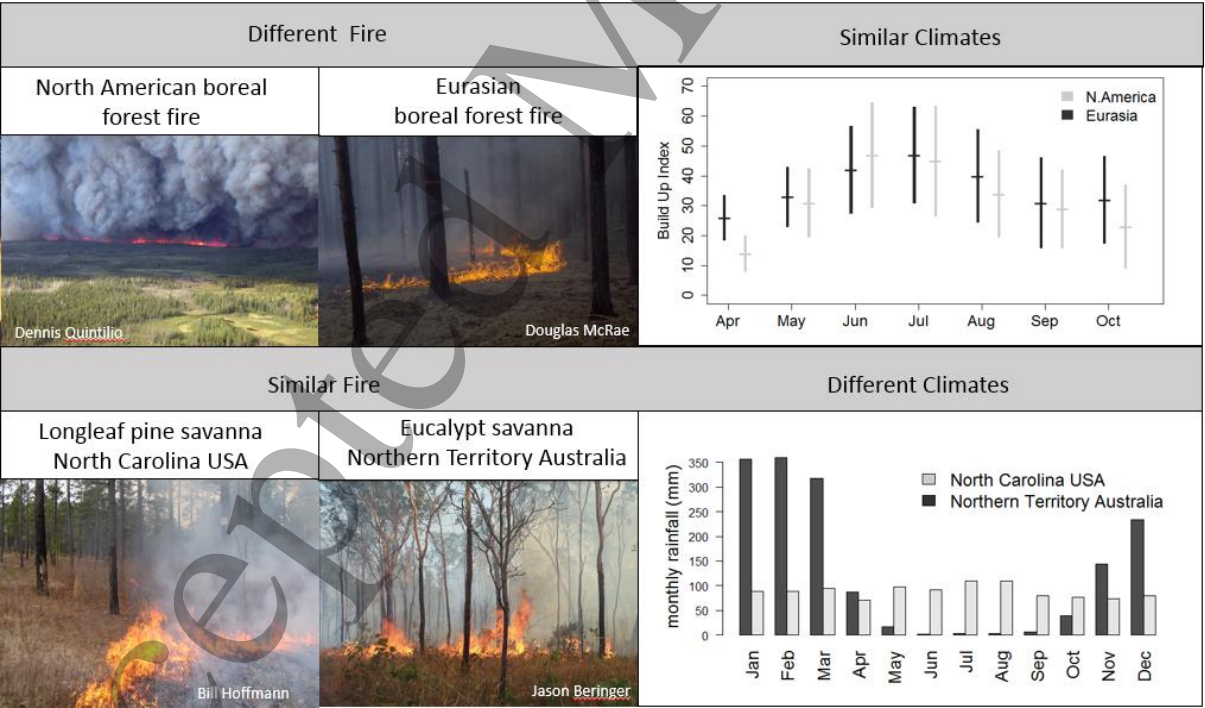 Different Fire
Similar Climates
North American boreal
forest fire
Eurasian
boreal forest fire
Dennis Quintilio
Douglas McRae
Build Up Index
70
60
50
40
30
20
10
0
N.America
Eurasia
Apr May Jun Jul Aug Sep Oct
Similar Fire
Different Climates
Longleaf pine savanna
North Carolina USA
Eucalypt savanna
Northern Territory Australia
Bill Hoffmann
Jason Beringer
monthly rainfall (mm)
350
300
250
200
150
100
50
0
North Carolina USA
Northern Territory Australia
Jan Feb Mar Apr May Jun Jul Aug Sep Oct Nov Dec
cepted M